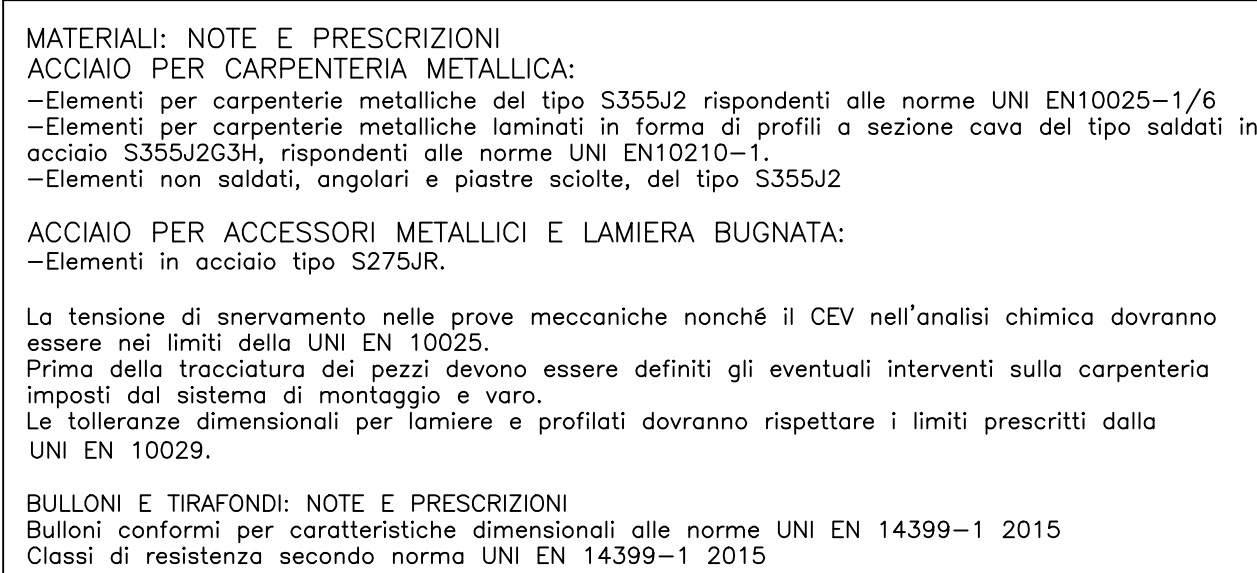 MATERIALI: NOTE E PRESCRIZIONI
ACCIAIO PER CARPENTERIA METALLICA:
−Elementi per carpenterie metalliche del tipo S355J2 rispondenti alle norme UNI EN10025−1/6
−Elementi per carpenterie metalliche laminati in forma di profili a sezione cava del tipo saldati in
acciaio S355J2G3H, rispondenti alle norme UNI EN10210−1.
−Elementi non saldati, angolari e piastre sciolte, del tipo S355J2
ACCIAIO PER ACCESSORI METALLICI E LAMIERA BUGNATA:
−Elementi in acciaio tipo S275JR.
La tensione di snervamento nelle prove meccaniche nonché il CEV nell'analisi chimica dovranno
essere nei limiti della UNI EN 10025.
Prima della tracciatura dei pezzi devono essere definiti gli eventuali interventi sulla carpenteria
imposti dal sistema di montaggio e varo.
Le tolleranze dimensionali per lamiere e profilati dovranno rispettare i limiti prescritti dalla
UNI EN 10029.
BULLONI E TIRAFONDI: NOTE E PRESCRIZIONI
Bulloni conformi per caratteristiche dimensionali alle norme UNI EN 14399−1 2015
Classi di resistenza secondo norma UNI EN 14399−1 2015